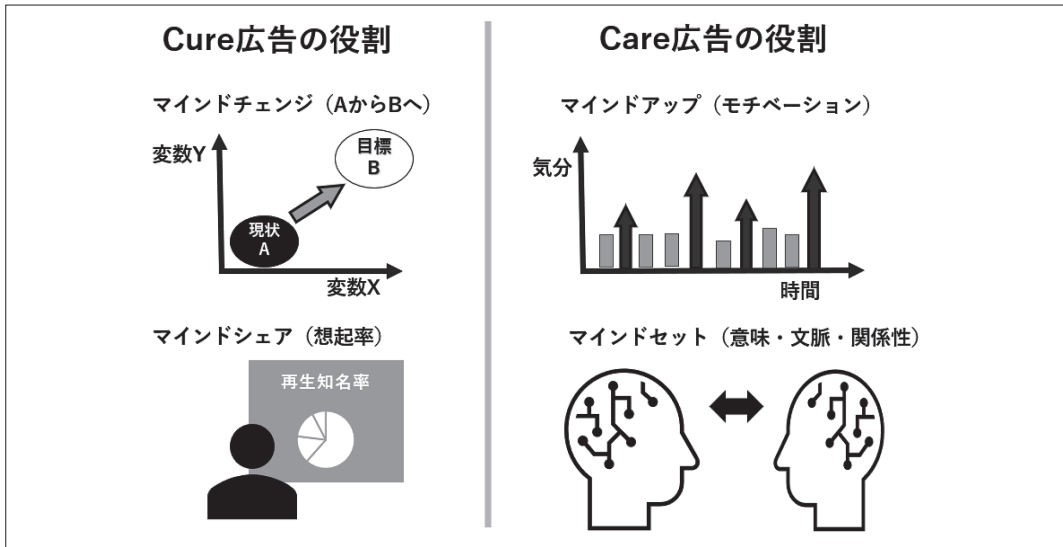 Cure広告の役割
マインドチェンジ（AからBへ）
変数Y
目標
B
現状
A
変数X
マインドシェア（想起率）
再生知名率
Care広告の役割
マインドアップ（モチベーション）
気分
時間
マインドセット（意味・文脈・関係性）